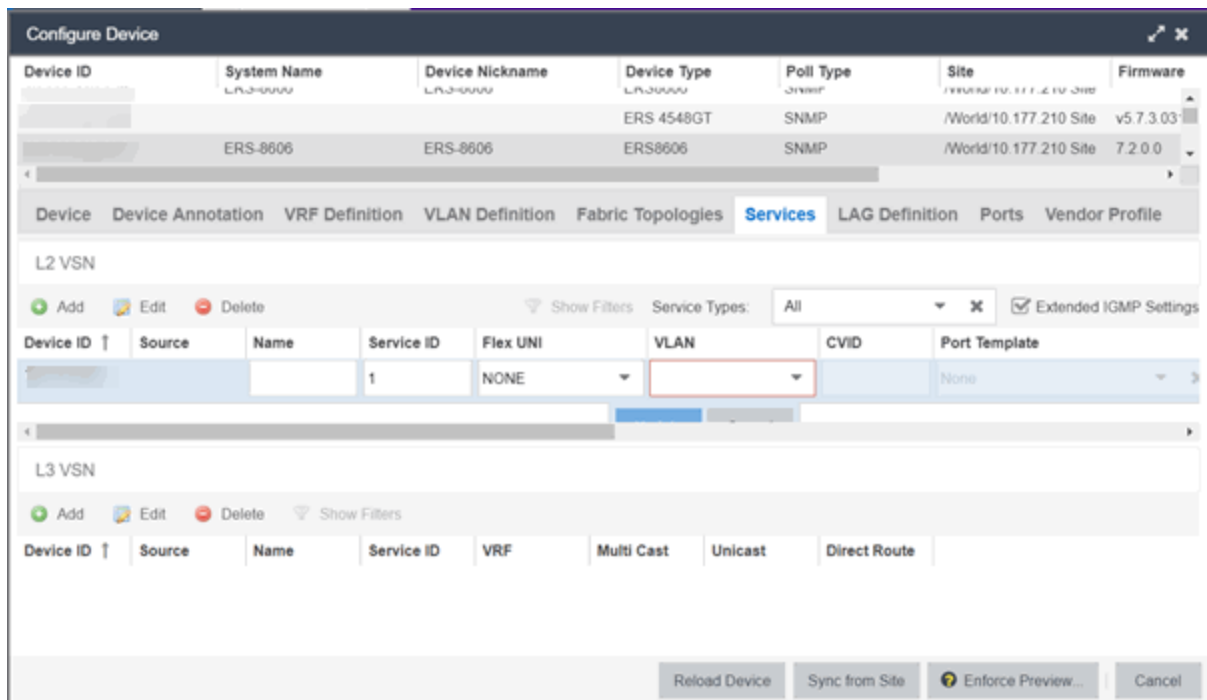 Configure Device
Device ID System Name Device Nickname Device Type Poll Type Site Firmware
ERS 4548GT SNMP /World/10.177.210 Site v5.7.3.03
ERS-8606 ERS-8606 ERS8606 SNMP /World/10.177.210 Site 7.2.0.0
Device Device Annotation VRF Definition VLAN Definition Fabric Topologies Services LAG Definition Ports Vendor Profile
L2 VSN
Add Edit Delete Show Filters Service Types: All Extended IGMP Settings
Device ID Source Name Service ID Flex UNI VLAN CVID Port Template
1 NONE None
L3 VSN
Add Edit Delete Show Filters
Device ID Source Name Service ID VRF Multi Cast Unicast Direct Route
Reload Device Sync from Site Enforce Preview... Cancel